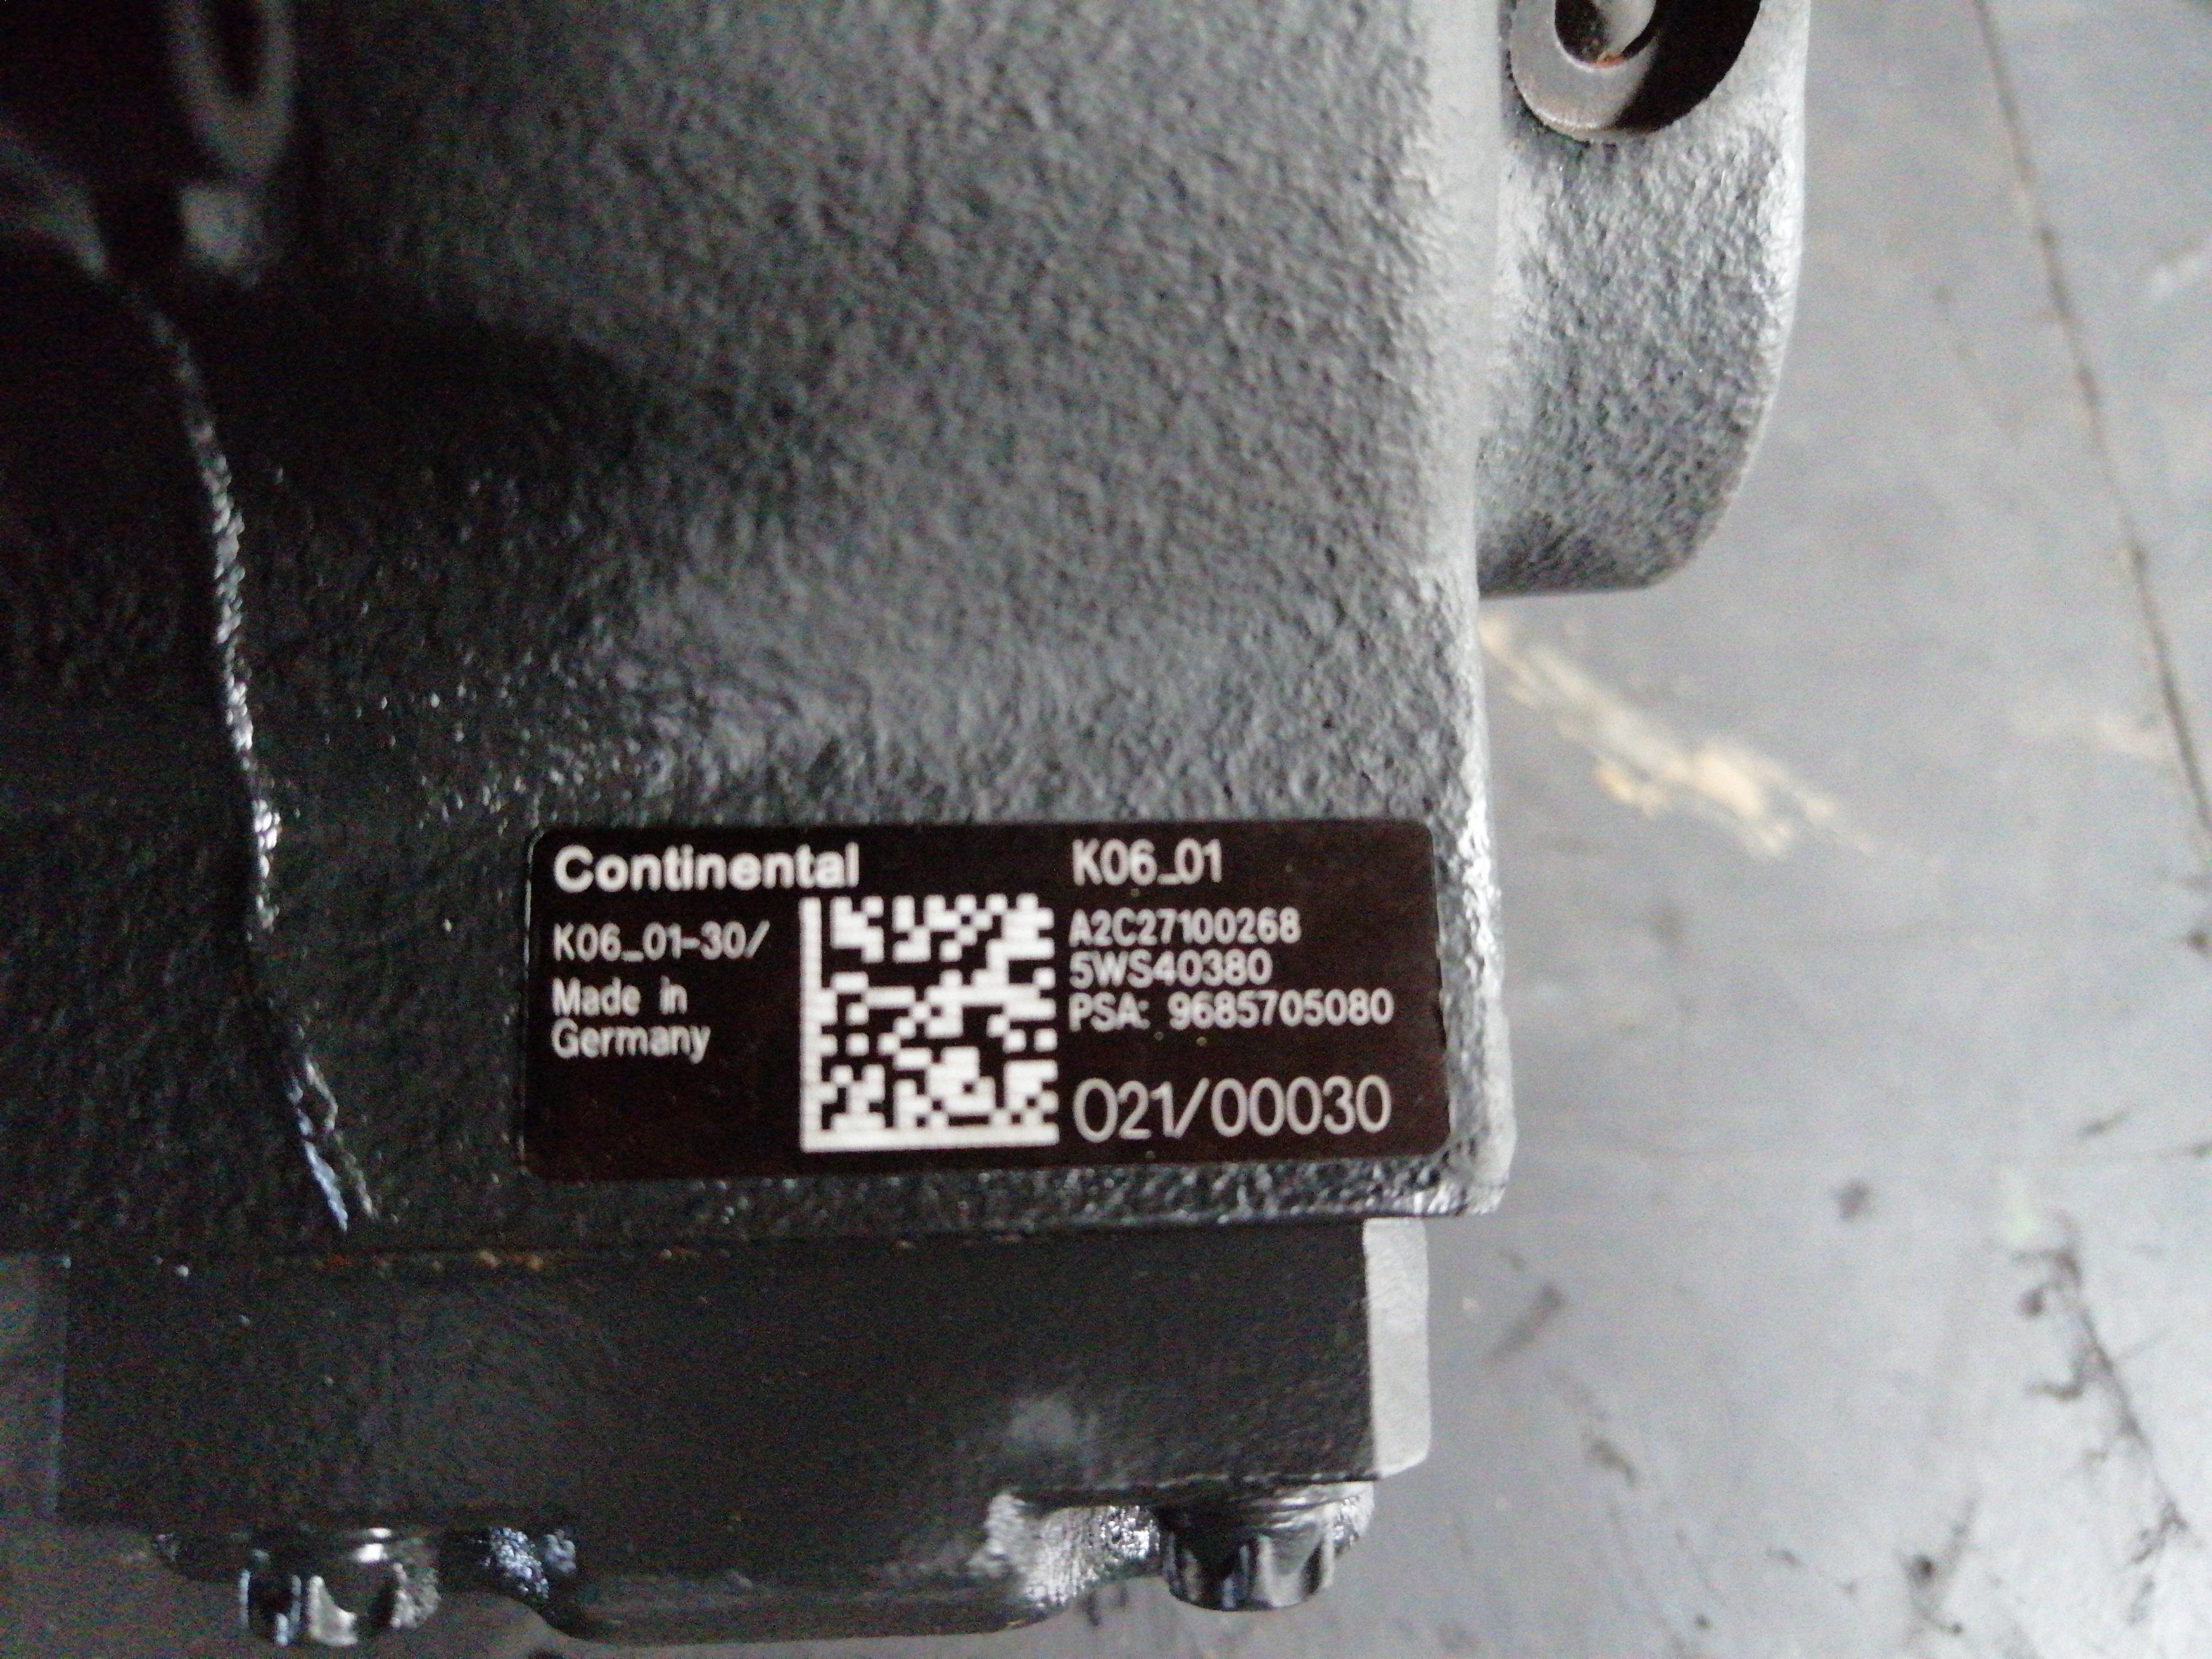 Continental
K06_01
K06_01-30/
Made in
Germany
A2C27100268
5WS40380
PSA: 9685705080
021/00030